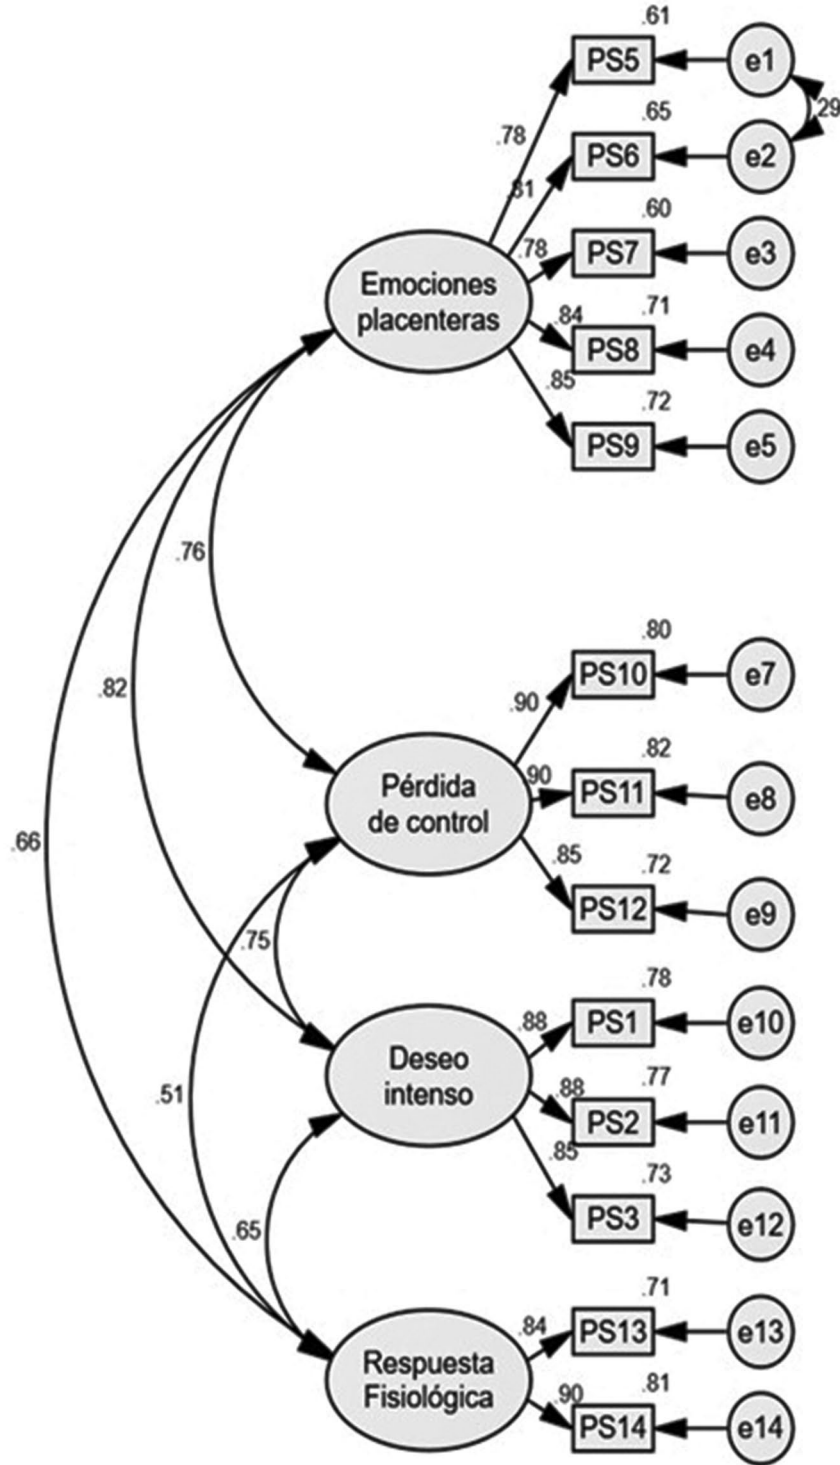 .61
PS5
e1
.29
.78
.65
PS6
e2
.81
.60
PS7
e3
.78
Emociones
placenteras
.71
.84
PS8
e4
.85
.72
PS9
e5
.76
.80
PS10
e7
.82
.90
.82
Pérdida
de control
.90
PS11
e8
.66
.85
.72
PS12
e9
.75
.78
PS1
e10
.88
Deseo
intenso
.77
.88
PS2
e11
.51
.85
.73
PS3
e12
.65
.71
PS13
e13
.84
Respuesta
Fisiológica
.81
.90
PS14
e14